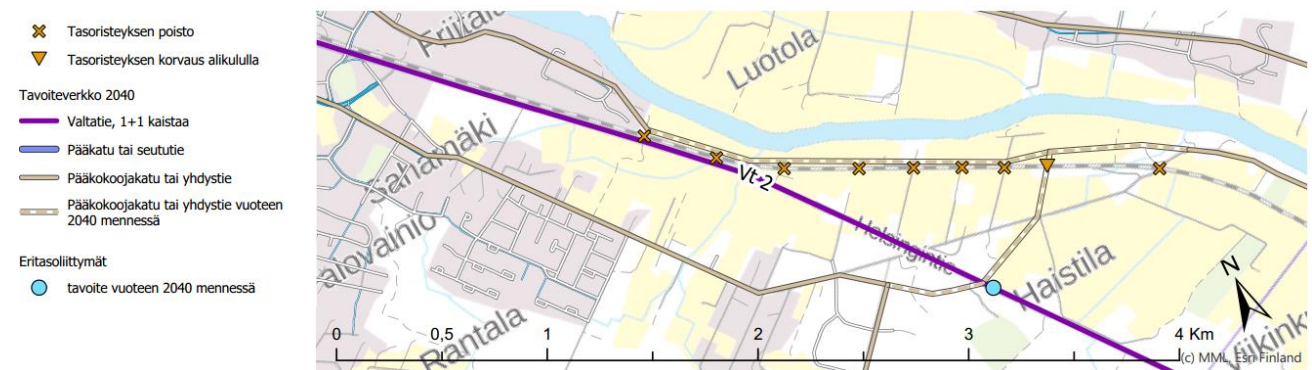 Tasoristeyksen poisto
Tasoristeyksen korvaus alikululla
Tavoiteverkko 2040
Valtatie, 1+1 kaistaa
Pääkatu tai seututie
Pääkokoojakatu tai yhdystie
Pääkokoojakatu tai yhdystie vuoteen
2040 mennessä
Eritasoliittymät
tavoite vuoteen 2040 mennessä
Luotola
Vt 2
Helsingintie
Haistila
Rantala
N
0 0,5 1 2 3 4 Km
(c) MML, Esri Finland